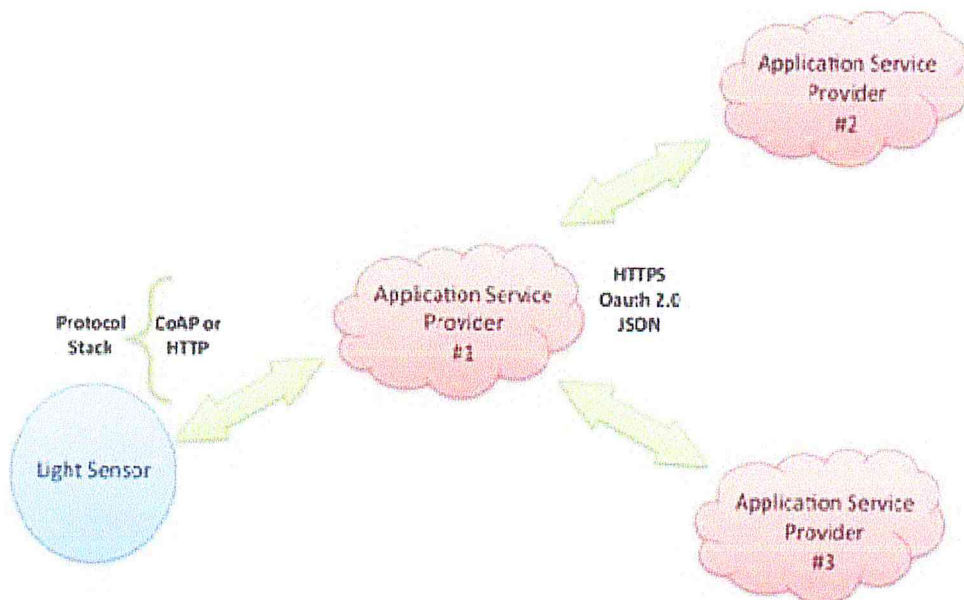 Application Service
Provider
#2
Application Service
Provider
#1
HTTPS
Oauth 2.0
JSON
Protocol
Stack
CoAP or
HTTP
Light Sensor
Application Service
Provider
#3